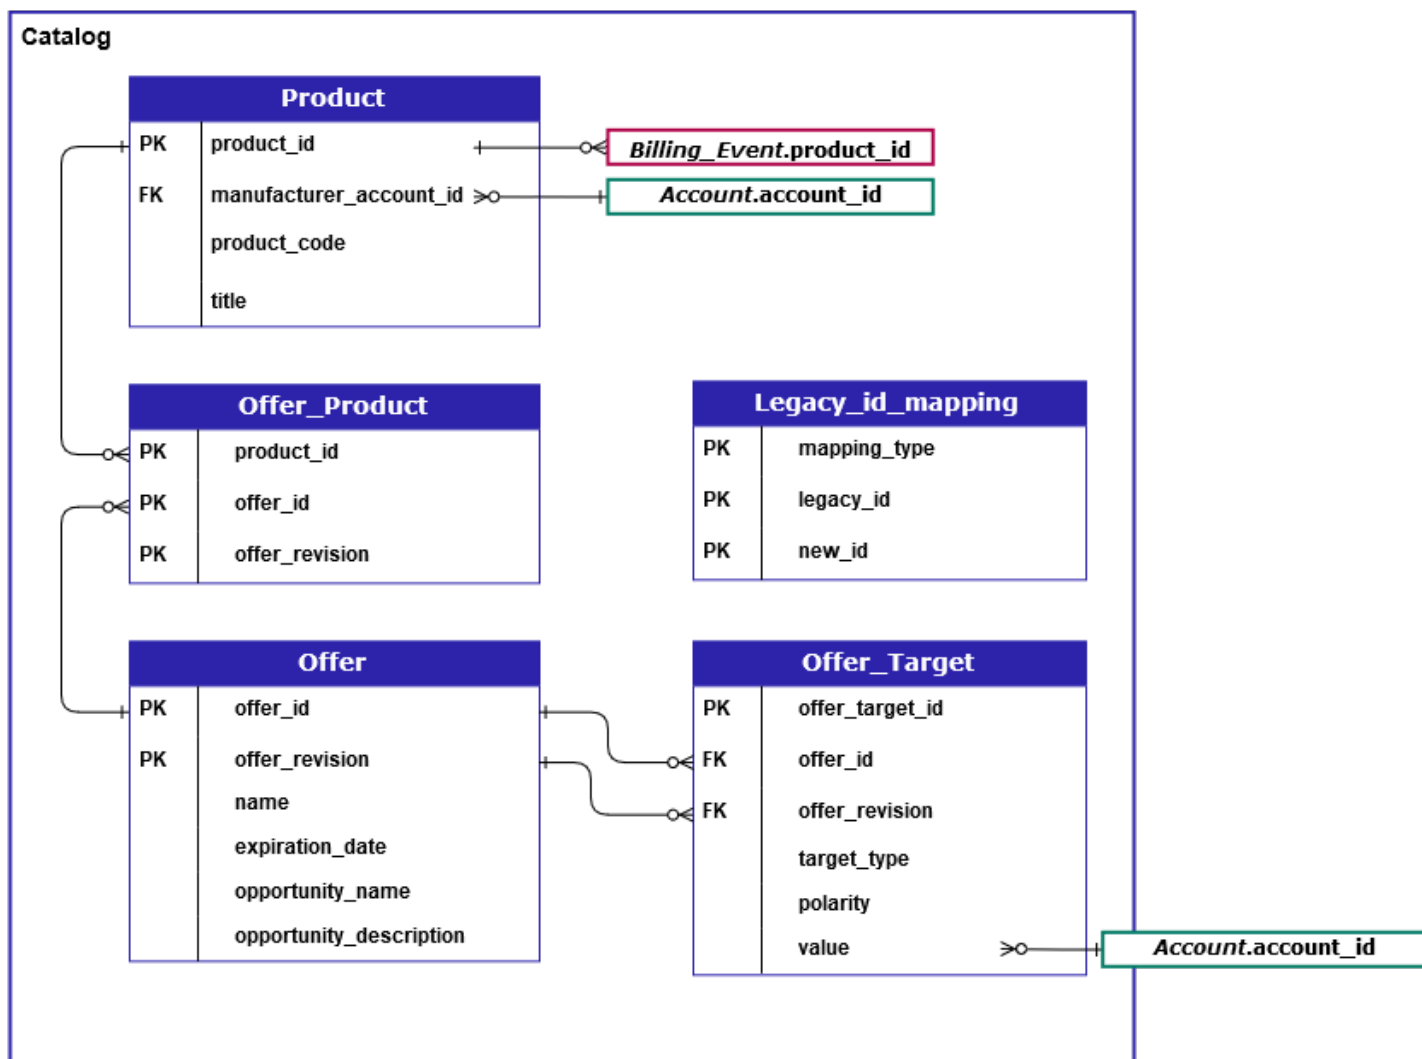 Catalog
Product
PK product_id
Billing_Event.product_id
FK manufacturer_account_id
Account.account_id
product_code
title
Offer_Product
PK product_id
PK offer_id
PK offer_revision
Legacy_id_mapping
PK mapping_type
PK legacy_id
PK new_id
Offer
PK offer_id
PK offer_revision
name
expiration_date
opportunity_name
opportunity_description
Offer_Target
PK offer_target_id
FK offer_id
FK offer_revision
target_type
polarity
value
Account.account_id